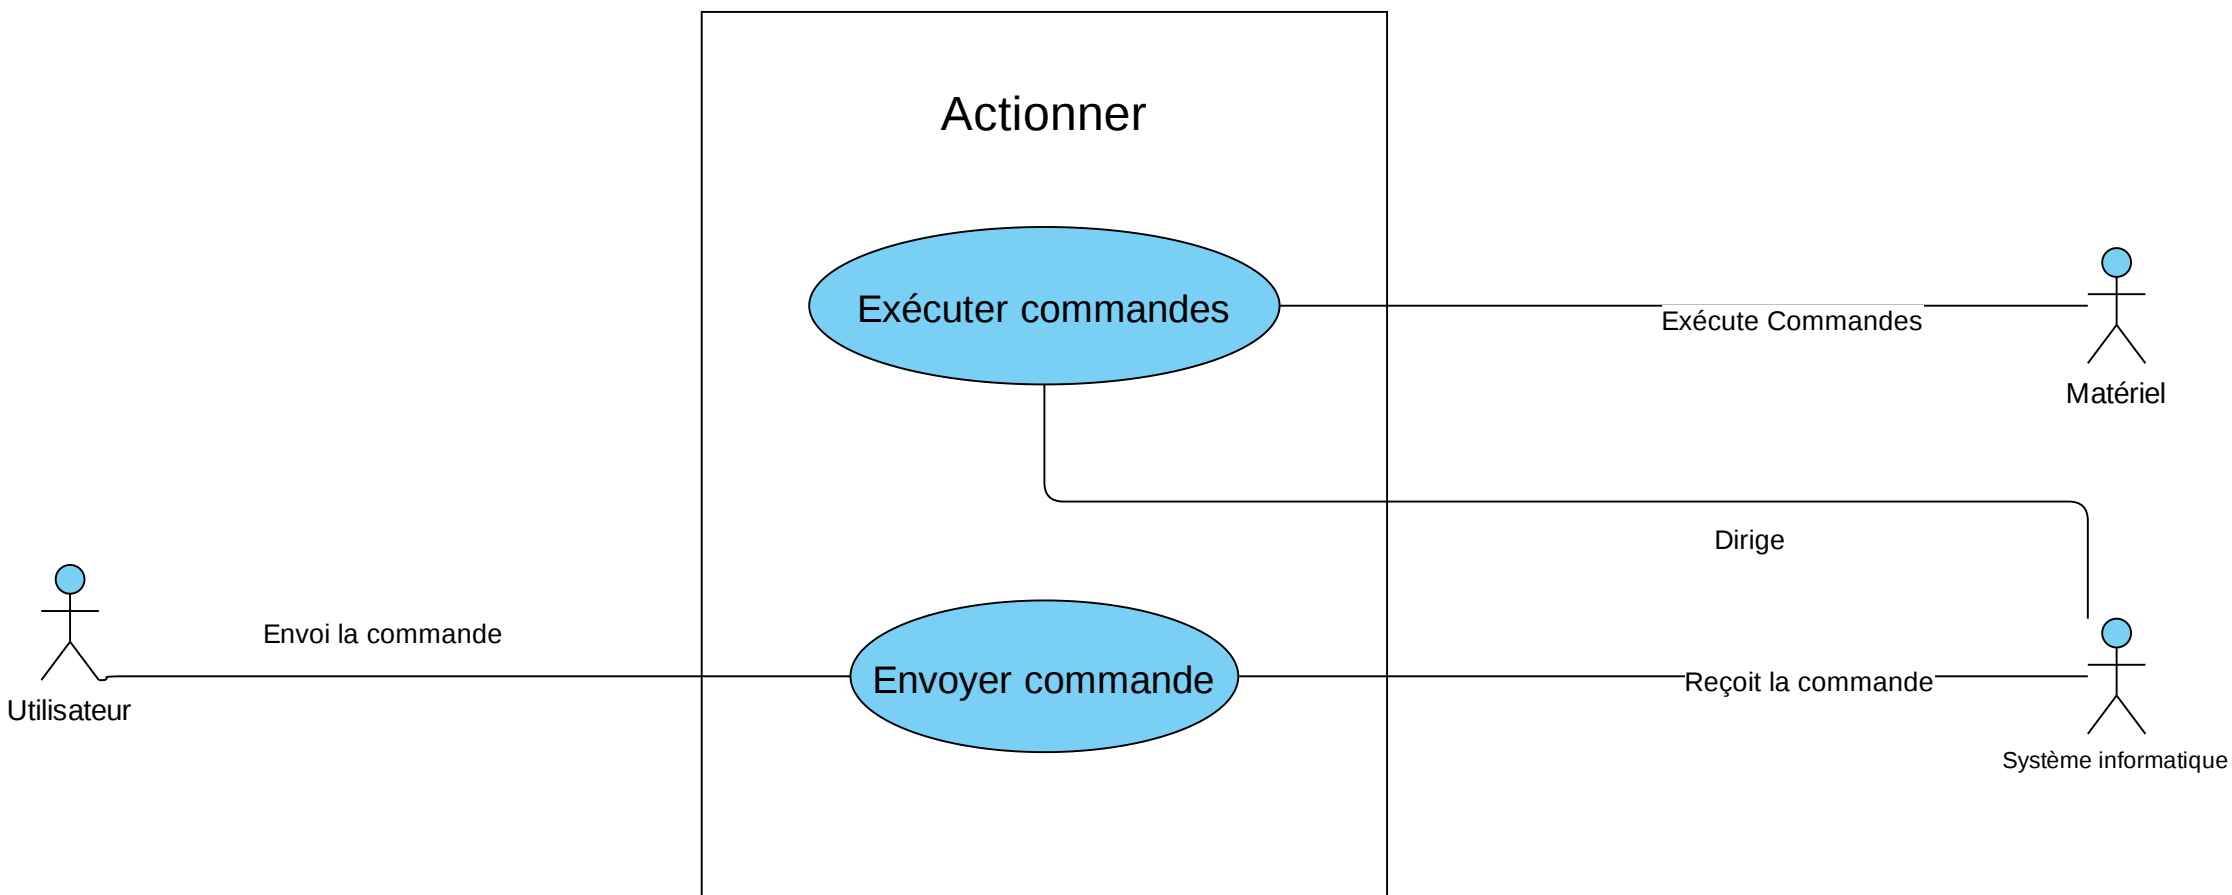 Actionner
Exécuter commandes
Exécute Commandes
Matériel
Dirige
Envoi la commande
Envoyer commande
Reçoit la commande
Utilisateur
Système informatique